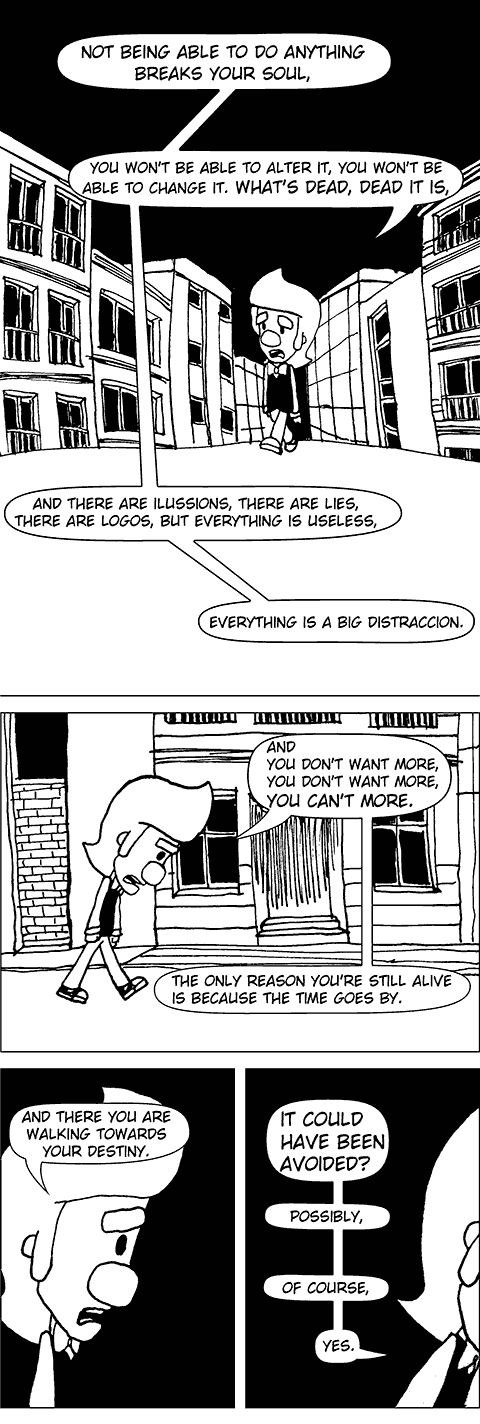 NOT BEING ABLE TO DO ANYTHING
BREAKS YOUR SOUL,
YOU WON'T BE ABLE TO ALTER IT, YOU WON'T BE
ABLE TO CHANGE IT. WHAT'S DEAD, DEAD IT IS,
AND THERE ARE ILUSSIONS, THERE ARE LIES,
THERE ARE LOGOS, BUT EVERYTHING IS USELESS,
EVERYTHING IS A BIG DISTRACCION.
AND
YOU DON'T WANT MORE,
YOU DON'T WANT MORE,
YOU CAN'T MORE.
THE ONLY REASON YOU'RE STILL ALIVE
IS BECAUSE THE TIME GOES BY.
AND THERE YOU ARE
WALKING TOWARDS
YOUR DESTINY.
IT COULD
HAVE BEEN
AVOIDED?
POSSIBLY,
OF COURSE,
YES.